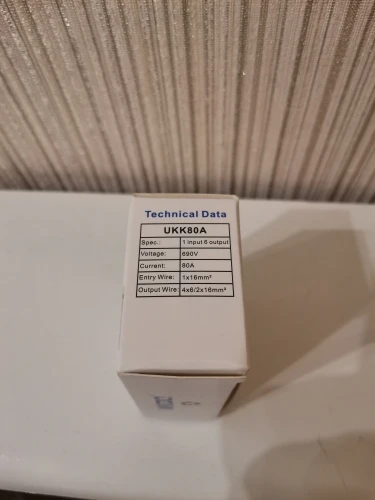 Technical Data
UKK80A
Spec.: 1 input 6 output
Voltage: 690V
Current: 80A
Entry Wire: 1x16mm²
Output Wire: 4x6/2x16mm²